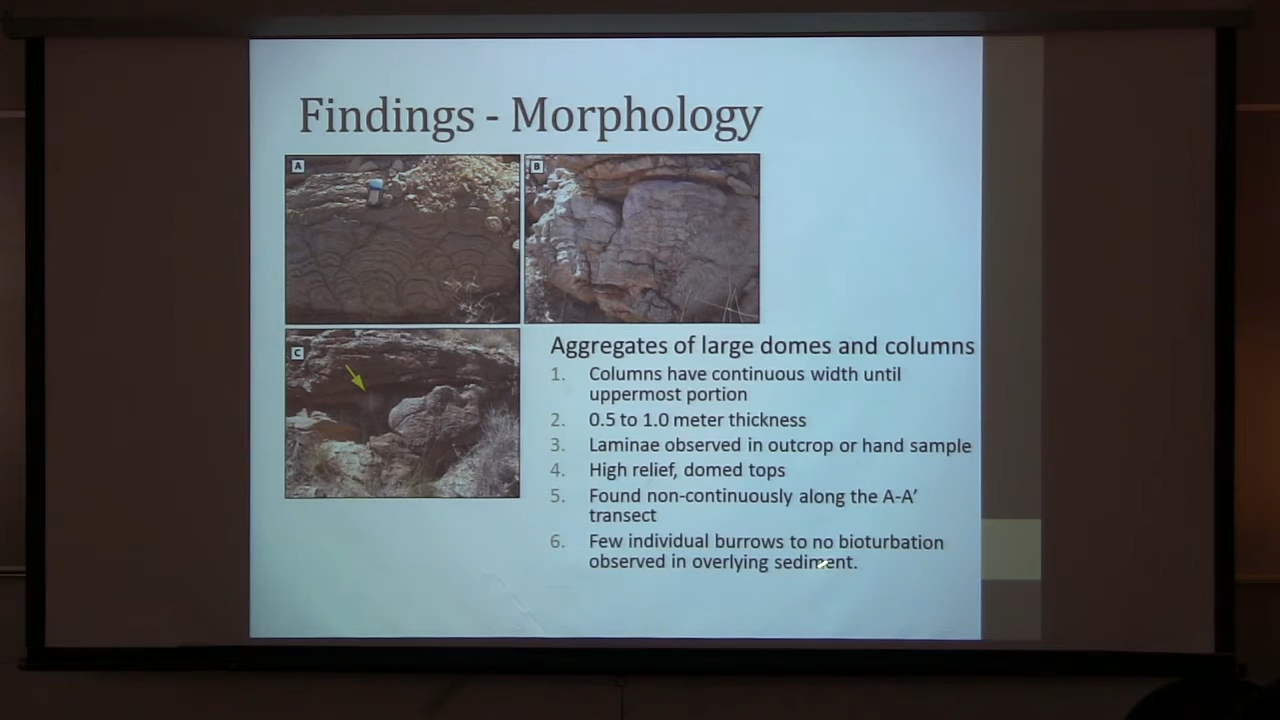 Findings - Morphology
A
B
C
Aggregates of large domes and columns
1. Columns have continuous width until
uppermost portion
2. 0.5 to 1.0 meter thickness
3. Laminae observed in outcrop or hand sample
4. High relief, domed tops
5. Found non-continuously along the A-A’
transect
6. Few individual burrows to no bioturbation
observed in overlying sediment.